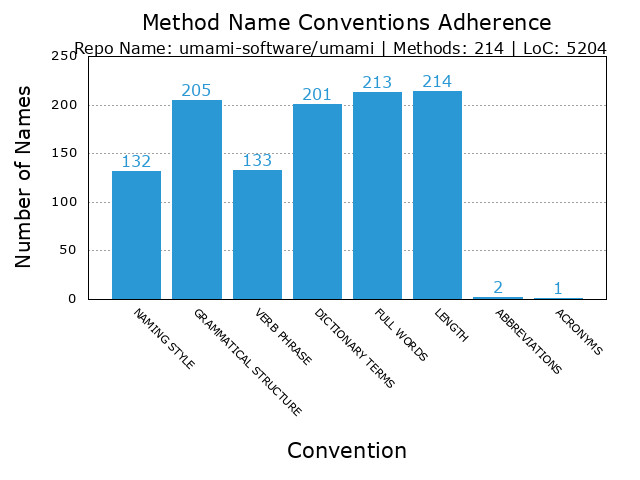 Method Name Conventions Adherence
Repo Name: umami-software/umami | Methods: 214 | LoC: 5204
Number of Names
250
200
150
100
50
0
132
205
133
201
213
214
2
1
NAMING STYLE
GRAMMATICAL STRUCTURE
VERB PHRASE
DICTIONARY TERMS
FULL WORDS
LENGTH
ABBREVIATIONS
ACRONYMS
Convention